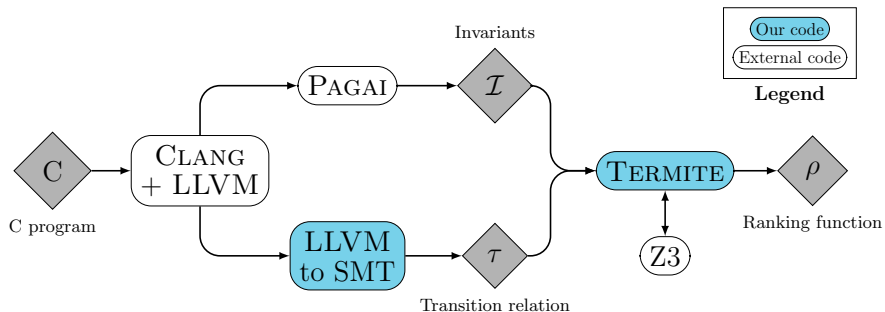 Invariants
Our code
External code
Legend
PAGAI
I
C
CLANG
+ LLVM
TERMITE
ρ
C program
Ranking function
LLVM
to SMT
τ
Z3
Transition relation